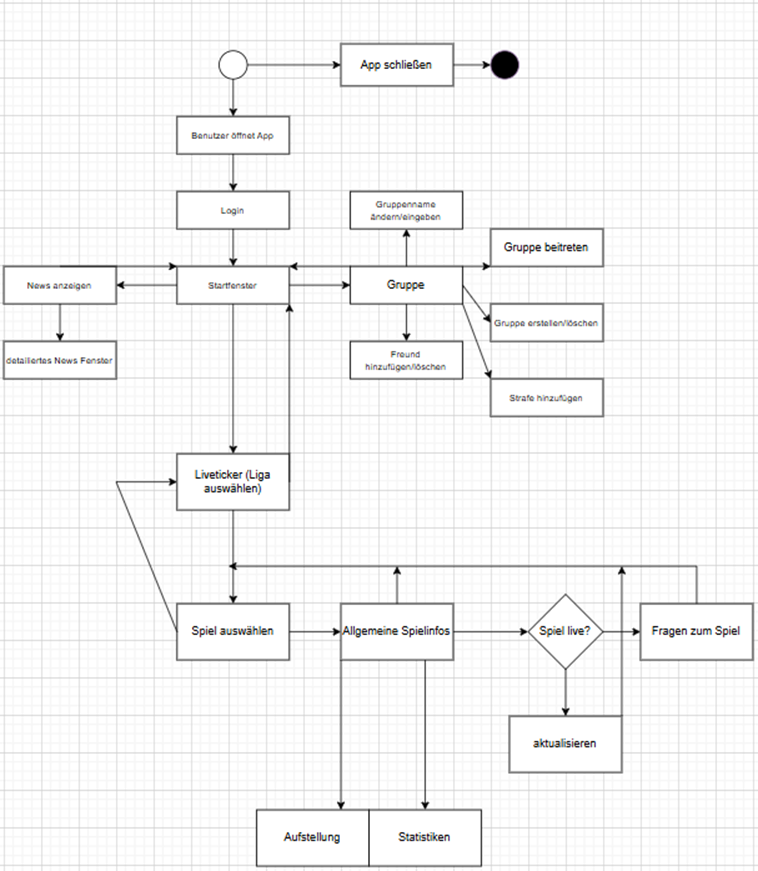 App schließen
Benutzer öffnet App
Login
Gruppenname
ändern/eingeben
Gruppe beitreten
News anzeigen
Startfenster
Gruppe
Gruppe erstellen/löschen
detailiertes News Fenster
Freund
hinzufügen/löschen
Strafe hinzufügen
Liveticker (Liga
auswählen)
Spiel auswählen
Allgemeine Spielinfos
Spiel live?
Fragen zum Spiel
aktualisieren
Aufstellung
Statistiken